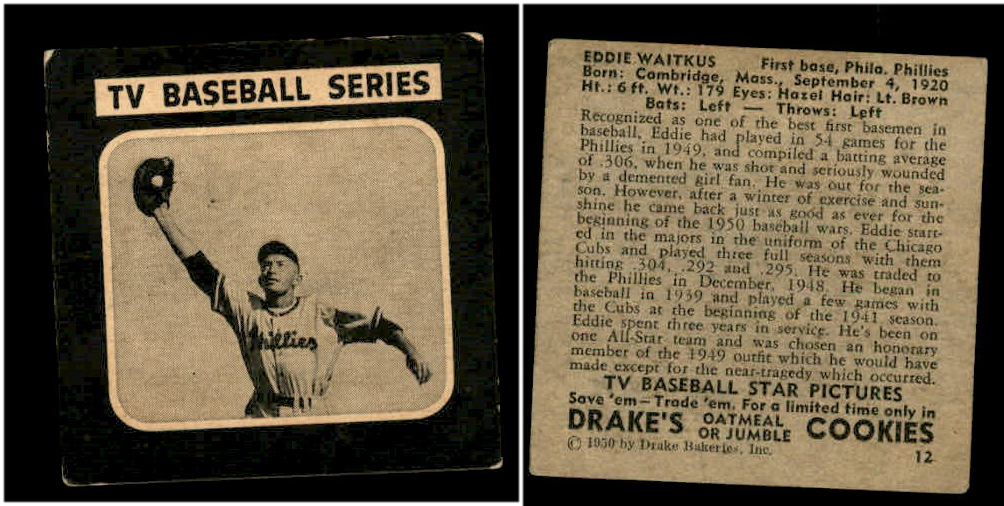 TV BASEBALL SERIES
Phillies
EDDIE WAITKUS First base, Phila. Phillies
Born: Cambridge, Mass., September 4, 1920
Ht.: 6 ft. Wt.: 179 Eyes: Hazel Hair: Lt. Brown
Bats: Left — Throws: Left
Recognized as one of the best first basemen in
baseball, Eddie had played in 54 games for the
Phillies in 1949, and compiled a batting average
of .306, when he was shot and seriously wounded
by a demented girl fan. He was out for the sea-
son. However, after a winter of exercise and sun-
shine he came back just as good as ever for the
beginning of the 1950 baseball wars. Eddie start-
ed in the majors in the uniform of the Chicago
Cubs and played three full seasons with them
hitting .304, .292 and .295. He was traded to
the Phillies in December, 1948. He began in
baseball in 1939 and played a few games with
the Cubs at the beginning of the 1941 season.
Eddie spent three years in service. He's been on
one All-Star team and was chosen an honorary
member of the 1949 outfit which he would have
made except for the near-tragedy which occurred.
TV BASEBALL STAR PICTURES
Save 'em—Trade 'em. For a limited time only in
DRAKE'S OATMEAL OR JUMBLE COOKIES
© 1950 by Drake Bakeries, Inc.
12